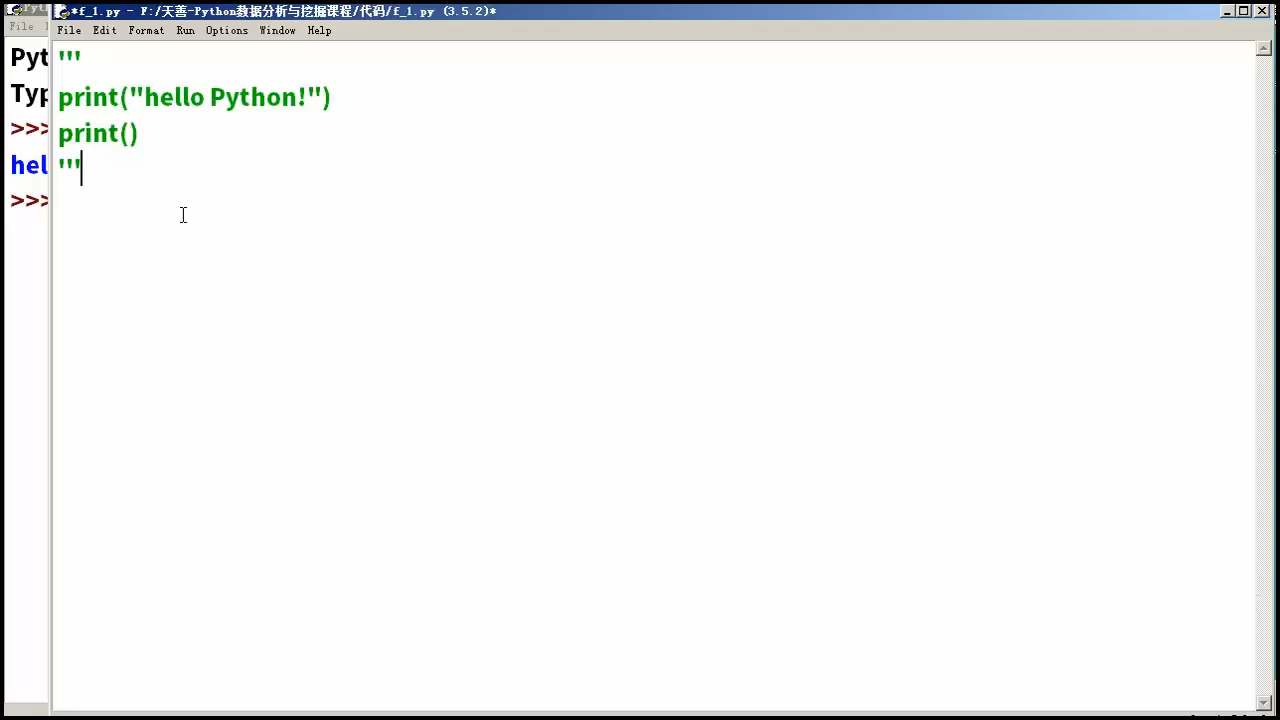 *f_1.py - F:/天善-Python数据分析与挖掘课程/代码/f_1.py (3.5.2)*
File Edit Format Run Options Window Help
File
Pyt
Typ
>>>
hel
>>>
'''
print("hello Python!")
print()
'''